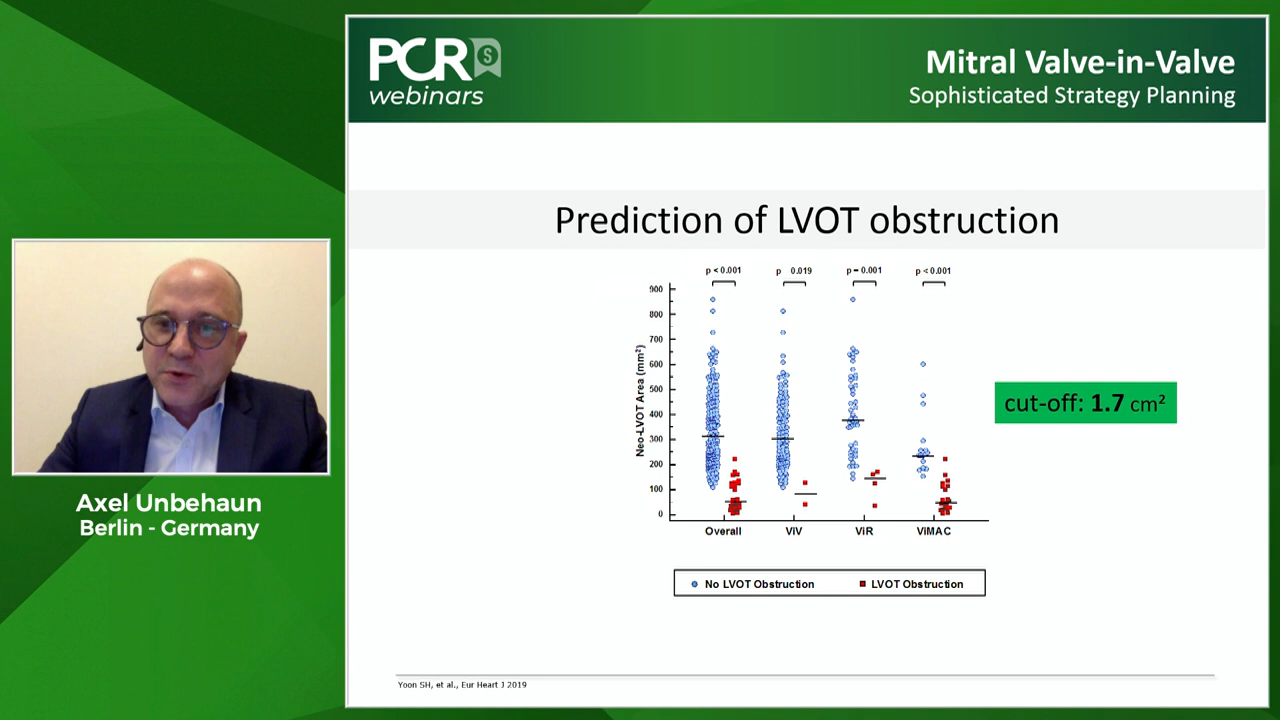 PCR S
webinars
Mitral Valve-in-Valve
Sophisticated Strategy Planning
Prediction of LVOT obstruction
p < 0.001
p 0.019
p = 0.001
p < 0.001
Neo-LVOT Area (mm²)
900
800
700
600
500
400
300
200
100
0
Overall
ViV
ViR
ViMAC
No LVOT Obstruction
LVOT Obstruction
cut-off: 1.7 cm²
Yoon SH, et al., Eur Heart J 2019
Axel Unbehaun
Berlin - Germany